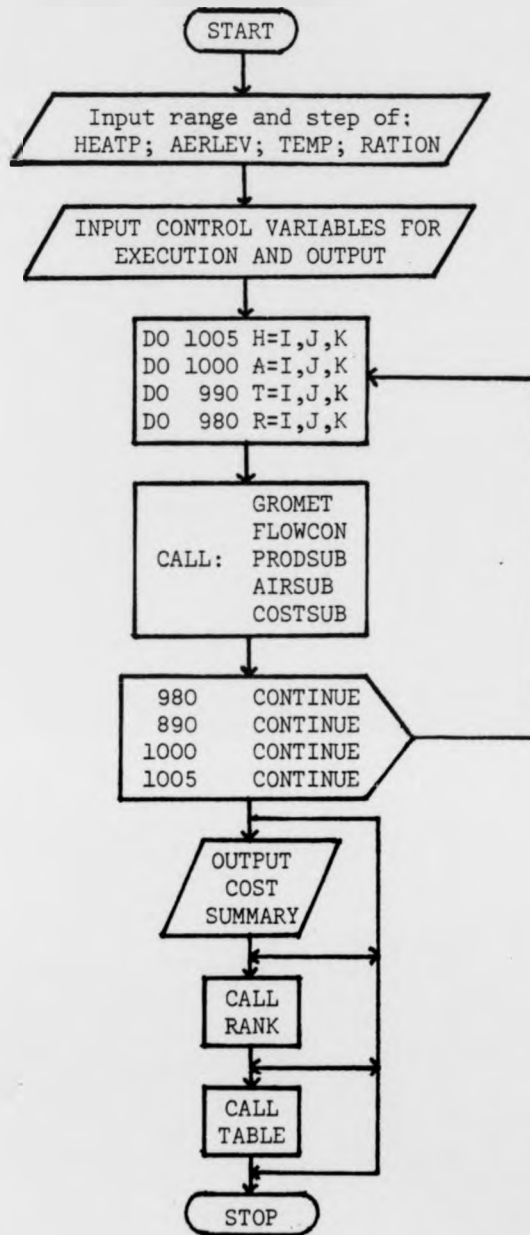 START
Input range and step of:
HEATP; AERLEV; TEMP; RATION
INPUT CONTROL VARIABLES FOR
EXECUTION AND OUTPUT
DO 1005 H=I,J,K
DO 1000 A=I,J,K
DO 990 T=I,J,K
DO 980 R=I,J,K
GROMET
FLOWCON
CALL: PRODSUB
AIRSUB
COSTSUB
980 CONTINUE
890 CONTINUE
1000 CONTINUE
1005 CONTINUE
OUTPUT
COST
SUMMARY
CALL
RANK
CALL
TABLE
STOP